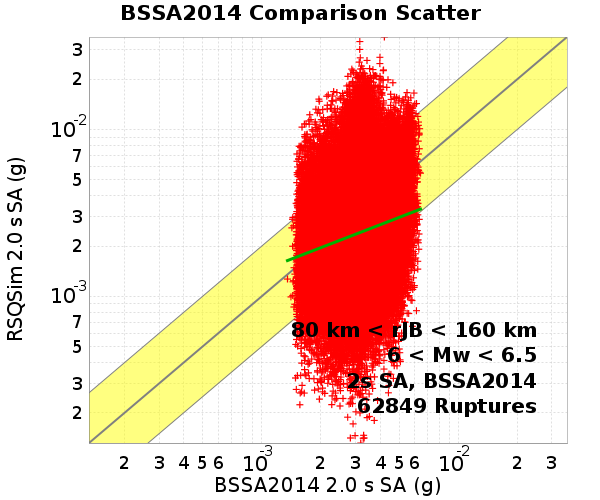 BSSA2014 Comparison Scatter
RSQSim 2.0 s SA (g)
3
2
10-2
7
5
3
2
10-3
7
5
3
2
80 km < rJB < 160 km
6 < Mw < 6.5
2s SA, BSSA2014
62849 Ruptures
2 3 4 5 6 10-3 2 3 4 5 6 10-2 2 3
BSSA2014 2.0 s SA (g)